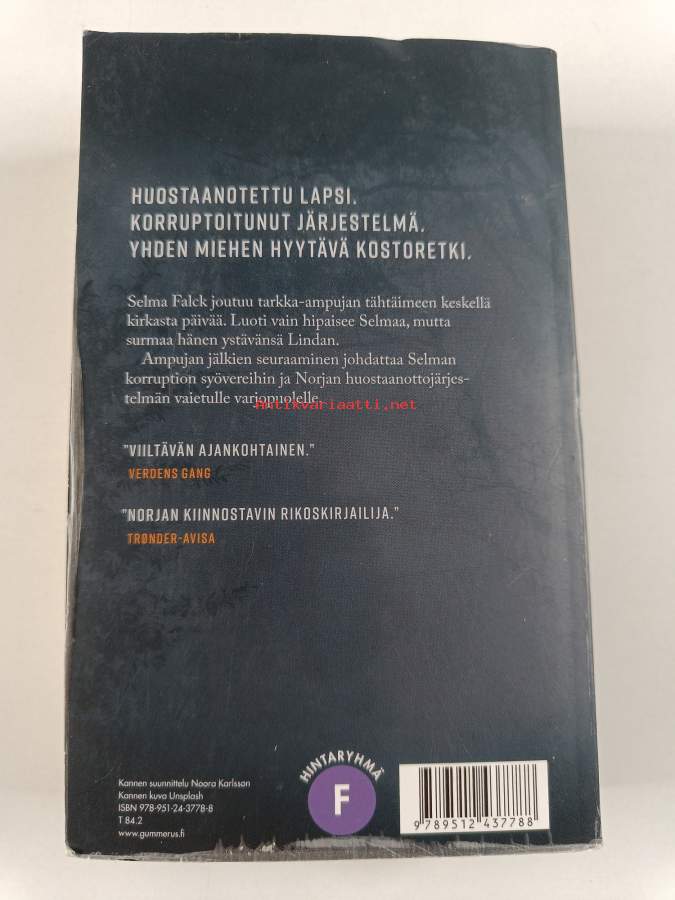 HUOSTAANOTETTU LAPSI.
KORRUPTOITUNUT JÄRJESTELMÄ.
YHDEN MIEHEN HYYTÄVÄ KOSTORETKI.
Selma Falck joutuu tarkka-ampujan tähtäimeen keskellä
kirkasta päivää. Luoti vain hipaisee Selmaa, mutta
surmaa hänen ystävänsä Lindan.
Ampujan jälkien seuraaminen johdattaa Selman
korruption syövereihin ja Norjan huostaanottojärjes-
telmän vaietulle varjopuolelle.
Antikvariaatti.net
"VIILTÄVÄN AJANKOHTAINEN."
VERDENS GANG
"NORJAN KIINNOSTAVIN RIKOSKIRJAILIJA."
TRØNDER-AVISA
Kannen suunnittelu Noora Karlsson
Kannen kuva Unsplash
ISBN 978-951-24-3778-8
T 84.2
www.gummerus.fi
HINTARYHMÄ
F
9 789512 437788